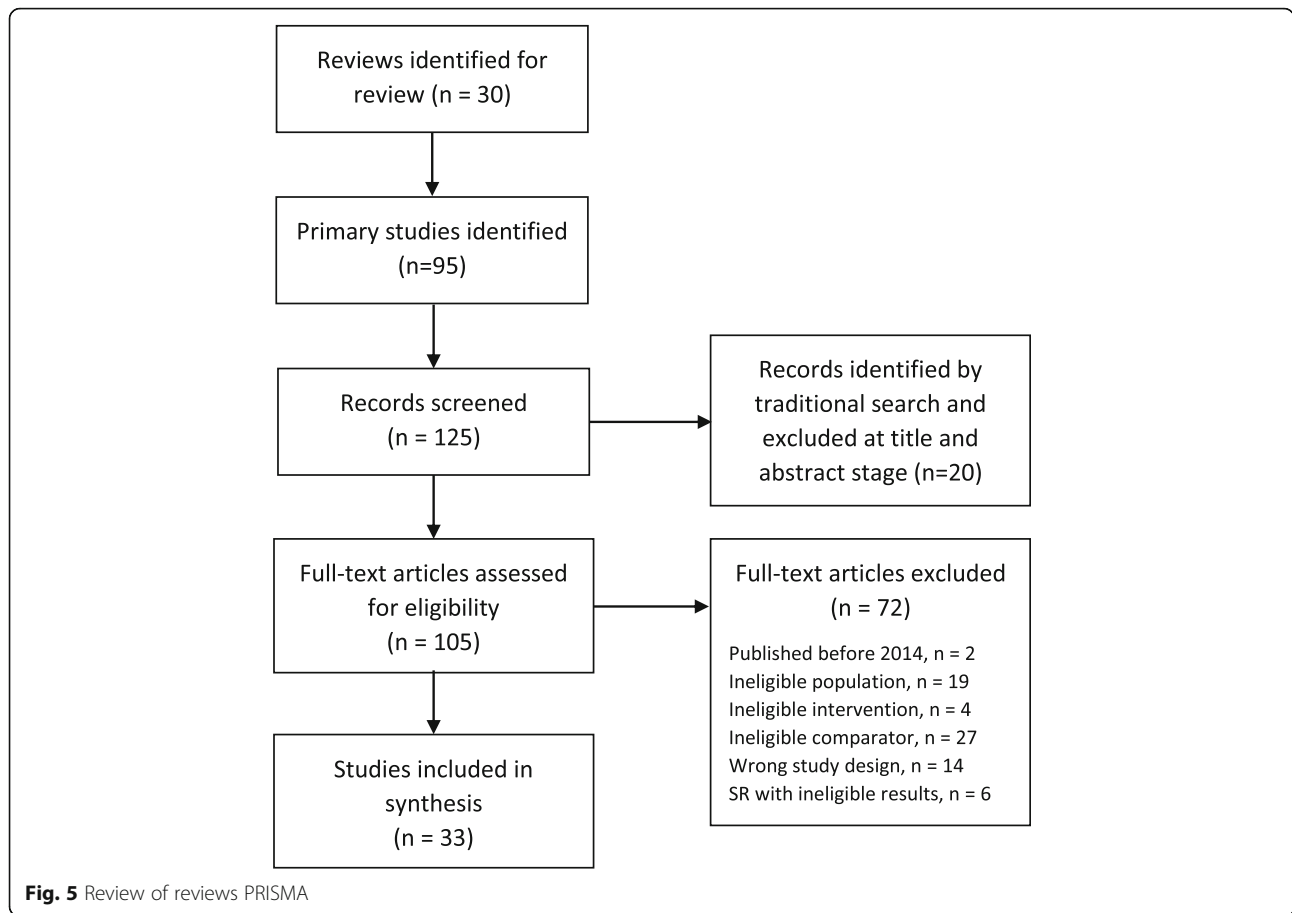 Reviews identified for
review (n = 30)
Primary studies identified
(n=95)
Records screened
(n = 125)
Records identified by
traditional search and
excluded at title and
abstract stage (n=20)
Full-text articles assessed
for eligibility
(n = 105)
Full-text articles excluded
(n = 72)
Published before 2014, n = 2
Ineligible population, n = 19
Ineligible intervention, n = 4
Ineligible comparator, n = 27
Wrong study design, n = 14
SR with ineligible results, n = 6
Studies included in
synthesis
(n = 33)
Fig. 5 Review of reviews PRISMA